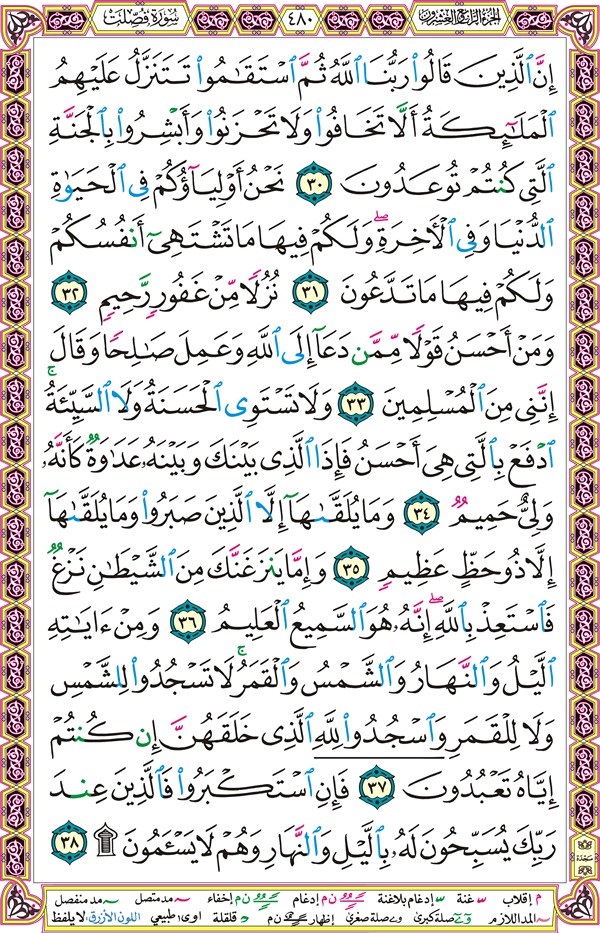 الجزء الرابع والعشرون ٤٨٠ سورة فصلت
إِنَّ ٱلَّذِينَ قَالُوا۟ رَبُّنَا ٱللَّهُ ثُمَّ ٱسْتَقَٰمُوا۟ تَتَنَزَّلُ عَلَيْهِمُ
ٱلْمَلَٰٓئِكَةُ أَلَّا تَخَافُوا۟ وَلَا تَحْزَنُوا۟ وَأَبْشِرُوا۟ بِٱلْجَنَّةِ
ٱلَّتِى كُنتُمْ تُوعَدُونَ ٣٠ نَحْنُ أَوْلِيَآؤُكُمْ فِى ٱلْحَيَوٰةِ
ٱلدُّنْيَا وَفِى ٱلْءَاخِرَةِ ۖ وَلَكُمْ فِيهَا مَا تَشْتَهِىٓ أَنفُسُكُمْ
وَلَكُمْ فِيهَا مَا تَدَّعُونَ ٣١ نُزُلًا مِّنْ غَفُورٍ رَّحِيمٍ ٣٢
وَمَنْ أَحْسَنُ قَوْلًا مِّمَّن دَعَآ إِلَى ٱللَّهِ وَعَمِلَ صَٰلِحًا وَقَالَ
إِنَّنِى مِنَ ٱلْمُسْلِمِينَ ٣٣ وَلَا تَسْتَوِى ٱلْحَسَنَةُ وَلَا ٱلسَّيِّئَةُ ۚ
ٱدْفَعْ بِٱلَّتِى هِىَ أَحْسَنُ فَإِذَا ٱلَّذِى بَيْنَكَ وَبَيْنَهُۥ عَدَٰوَةٌ كَأَنَّهُۥ
وَلِىٌّ حَمِيمٌ ٣٤ وَمَا يُلَقَّىٰهَآ إِلَّا ٱلَّذِينَ صَبَرُوا۟ وَمَا يُلَقَّىٰهَآ
إِلَّا ذُو حَظٍّ عَظِيمٍ ٣٥ وَإِمَّا يَنزَغَنَّكَ مِنَ ٱلشَّيْطَٰنِ نَزْغٌ
فَٱسْتَعِذْ بِٱللَّهِ ۖ إِنَّهُۥ هُوَ ٱلسَّمِيعُ ٱلْعَلِيمُ ٣٦ وَمِنْ ءَايَٰتِهِ
ٱلَّيْلُ وَٱلنَّهَارُ وَٱلشَّمْسُ وَٱلْقَمَرُ ۚ لَا تَسْجُدُوا۟ لِلشَّمْسِ
وَلَا لِلْقَمَرِ وَٱسْجُدُوا۟ لِلَّهِ ٱلَّذِى خَلَقَهُنَّ إِن كُنتُمْ
إِيَّاهُ تَعْبُدُونَ ٣٧ فَإِنِ ٱسْتَكْبَرُوا۟ فَٱلَّذِينَ عِندَ
رَبِّكَ يُسَبِّحُونَ لَهُۥ بِٱلَّيْلِ وَٱلنَّهَارِ وَهُمْ لَا يَسْـَٔمُونَ ۩ ٣٨
سجدة
م إقلاب غنة إدغام بلاغنة ن م إدغام ن م إخفاء مد متصل مد منفصل
المد اللازم صلة كبرى صلة صغرى إظهار ن م قلقلة اوى طبيعي اللون الأزرق لا يلفظ